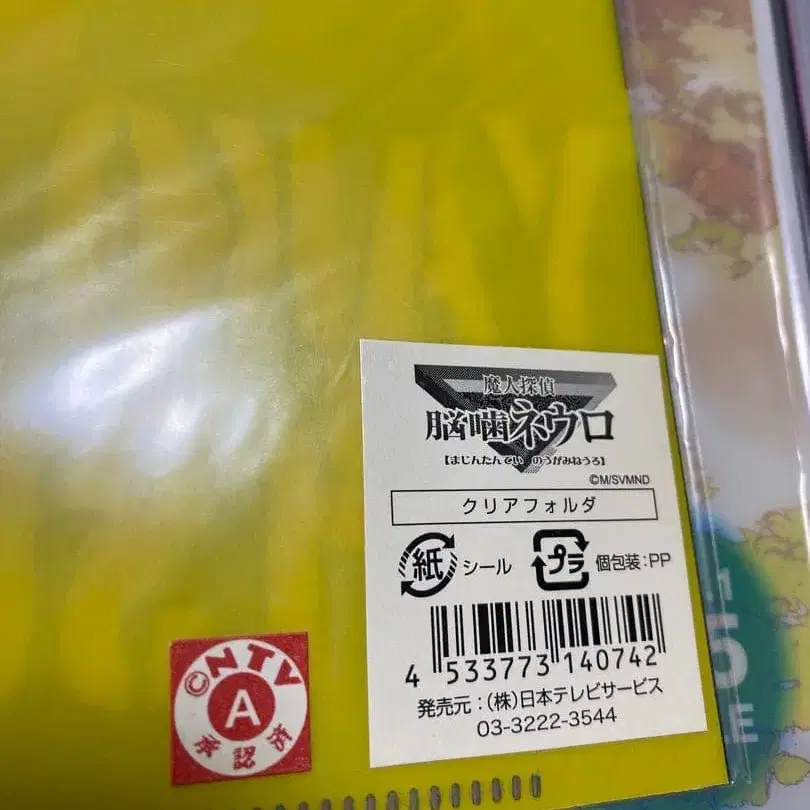 魔人探偵
脳噛ネウロ
【まじんたんてい のうがみねうろ】
©M/SVMND
クリアフォルダ
紙 シール プラ 個包装:PP
4 533773 140742
発売元:(株)日本テレビサービス
03-3222-3544
©NTV
A
承認済
5
E